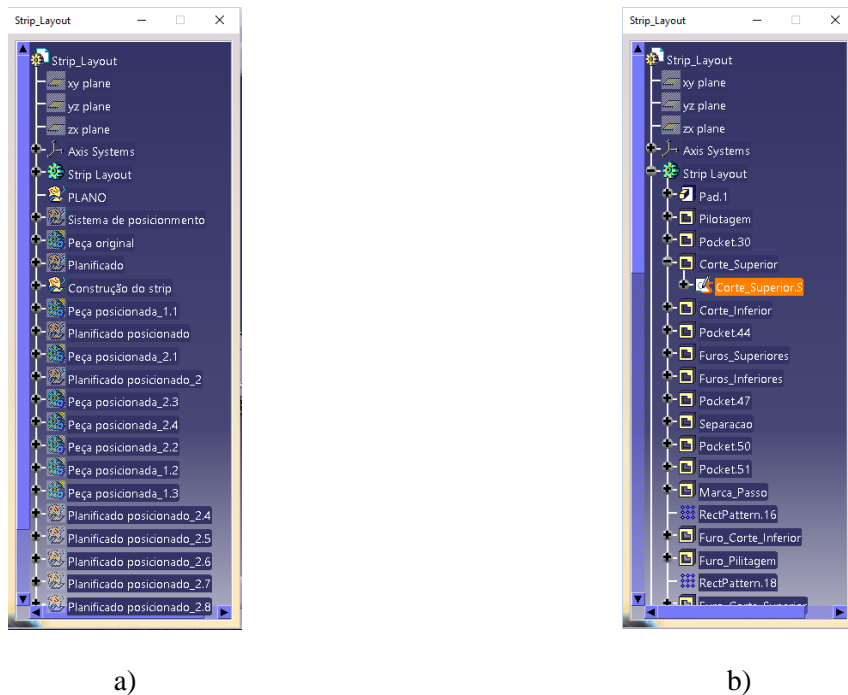 Strip_Layout
Strip_Layout
xy plane
yz plane
zx plane
Axis Systems
Strip Layout
PLANO
Sistema de posicionmento
Peça original
Planificado
Construção do strip
Peça posicionada_1.1
Planificado posicionado
Peça posicionada_2.1
Planificado posicionado_2
Peça posicionada_2.3
Peça posicionada_2.4
Peça posicionada_2.2
Peça posicionada_1.2
Peça posicionada_1.3
Planificado posicionado_2.4
Planificado posicionado_2.5
Planificado posicionado_2.6
Planificado posicionado_2.7
Planificado posicionado_2.8
a)
Strip_Layout
Strip_Layout
xy plane
yz plane
zx plane
Axis Systems
Strip Layout
Pad.1
Pilotagem
Pocket.30
Corte_Superior
Corte_Superior.S
Corte_Inferior
Pocket.44
Furos_Superiores
Furos_Inferiores
Pocket.47
Separacao
Pocket.50
Pocket.51
Marca_Passo
RectPattern.16
Furo_Corte_Inferior
Furo_Pilitagem
RectPattern.18
Furo_Corte_Superior
b)